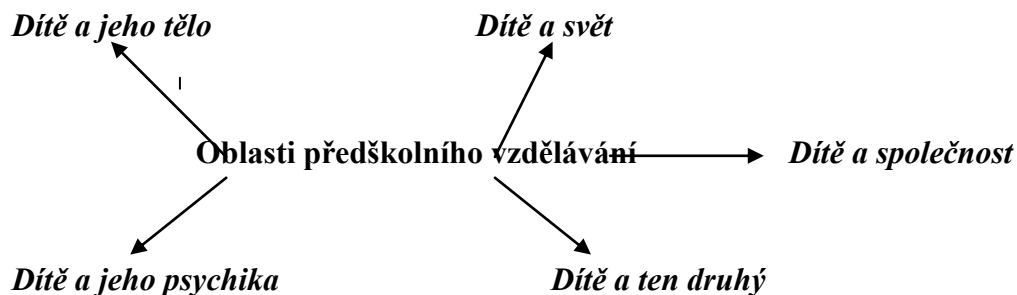 Dítě a jeho tělo
Dítě a svět
Oblasti předškolního vzdělávání
Dítě a společnost
Dítě a jeho psychika
Dítě a ten druhý